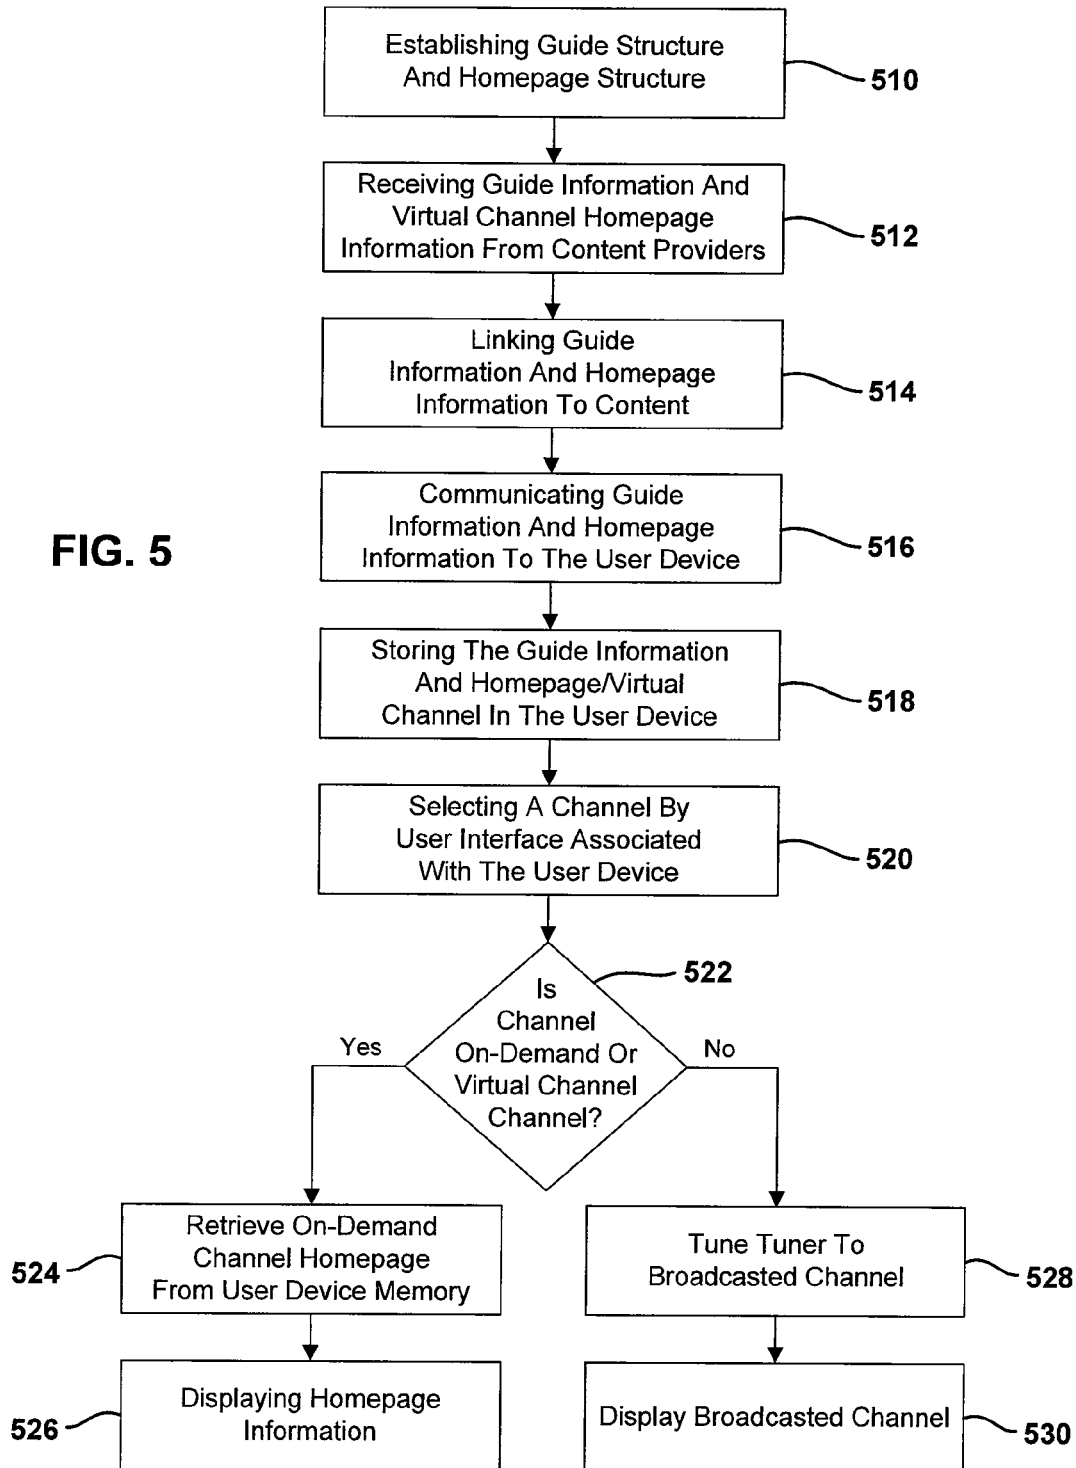 Establishing Guide Structure
And Homepage Structure
510
Receiving Guide Information And
Virtual Channel Homepage
Information From Content Providers
512
Linking Guide
Information And Homepage
Information To Content
514
FIG. 5
Communicating Guide
Information And Homepage
Information To The User Device
516
Storing The Guide Information
And Homepage/Virtual
Channel In The User Device
518
Selecting A Channel By
User Interface Associated
With The User Device
520
522
Is
Channel
On-Demand Or
Virtual Channel
Channel?
Yes
No
Retrieve On-Demand
Channel Homepage
From User Device Memory
524
Tune Tuner To
Broadcasted Channel
528
Displaying Homepage
Information
526
Display Broadcasted Channel
530